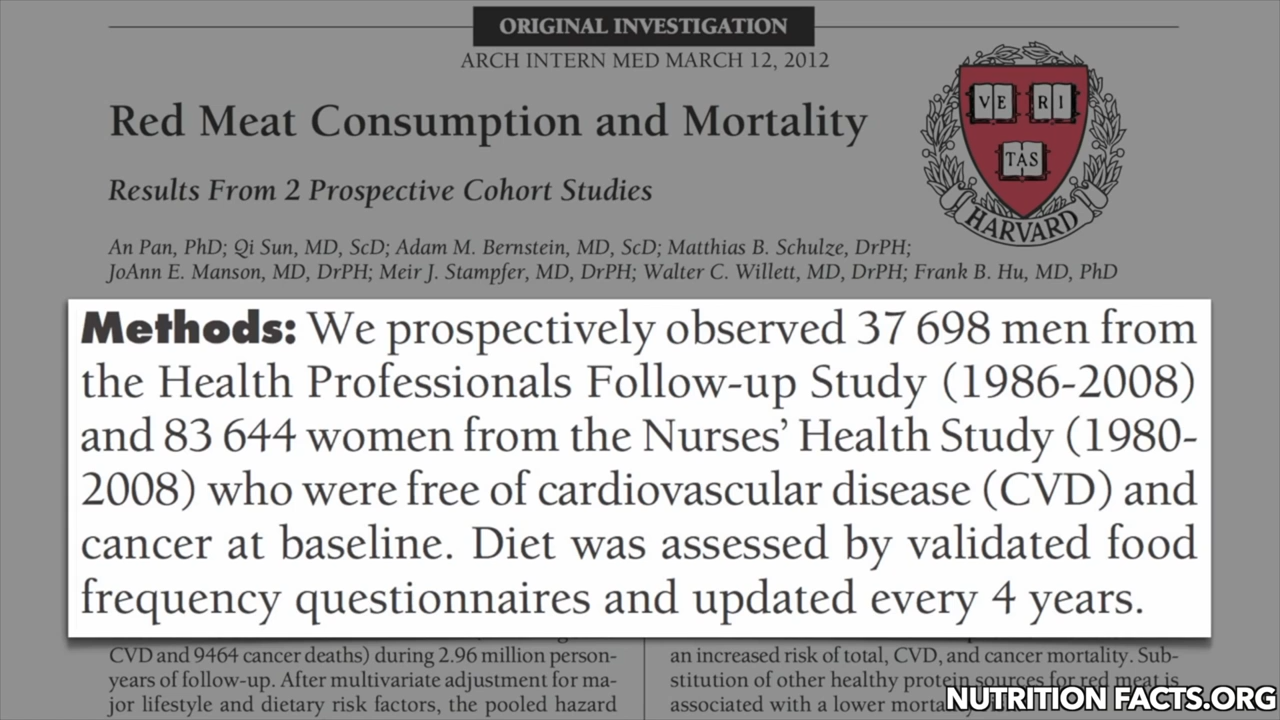 ORIGINAL INVESTIGATION
ARCH INTERN MED MARCH 12, 2012
Red Meat Consumption and Mortality
Results From 2 Prospective Cohort Studies
VE RI
TAS
HARVARD
An Pan, PhD; Qi Sun, MD, ScD; Adam M. Bernstein, MD, ScD; Matthias B. Schulze, DrPH;
JoAnn E. Manson, MD, DrPH; Meir J. Stampfer, MD, DrPH; Walter C. Willett, MD, DrPH; Frank B. Hu, MD, PhD
Methods: We prospectively observed 37 698 men from
the Health Professionals Follow-up Study (1986-2008)
and 83 644 women from the Nurses’ Health Study (1980-
2008) who were free of cardiovascular disease (CVD) and
cancer at baseline. Diet was assessed by validated food
frequency questionnaires and updated every 4 years.
CVD and 9464 cancer deaths) during 2.96 million person-
years of follow-up. After multivariate adjustment for ma-
jor lifestyle and dietary risk factors, the pooled hazard
an increased risk of total, CVD, and cancer mortality. Sub-
stitution of other healthy protein sources for red meat is
associated with a lower
NUTRITION FACTS.ORG